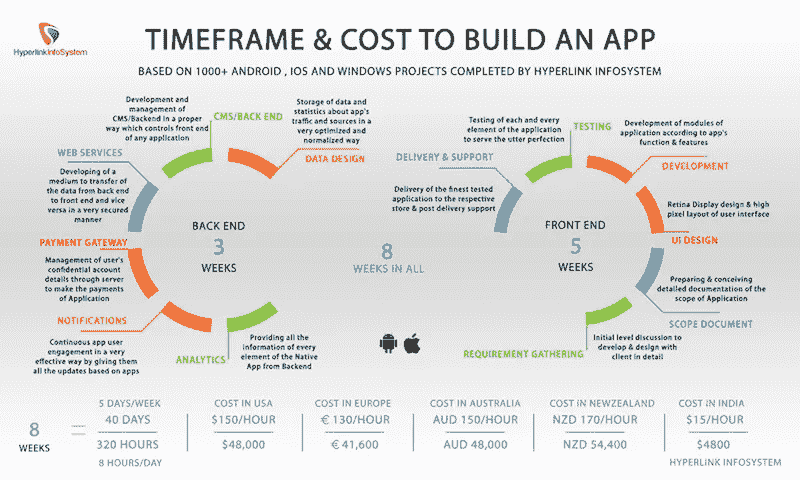 HyperlinkInfoSystem
TIMEFRAME & COST TO BUILD AN APP
BASED ON 1000+ ANDROID , IOS AND WINDOWS PROJECTS COMPLETED BY HYPERLINK INFOSYSTEM
Development and
management of
CMS/Backend in a proper
way which controls front end
of any application
CMS/BACK END
Storage of data and
statistics about app's
traffic and sources in a
very optimized and
normalized way
DATA DESIGN
WEB SERVICES
Developing of a
medium to transfer of
the data from back end
to front end and vice
versa in a very secured
manner
PAYMENT GATEWAY
Management of user's
confidential account
details through server
to make the payments
of Application
NOTIFICATIONS
Continuous app user
engagement in a very
effective way by giving them
all the updates based on apps
ANALYTICS
Providing all the
information of every
element of the Native
App from Backend
BACK END
3
WEEKS
8
WEEKS IN ALL
Testing of each and every
element of the application
to serve the utter perfection
TESTING
Development of modules of
application according to app's
function & features
DEVELOPMENT
DELIVERY & SUPPORT
Delivery of the finest tested
application to the respective
store & post delivery support
Retina Display design & high
pixel layout of user interface
UI DESIGN
FRONT END
5
WEEKS
Preparing & conceiving
detailed documentation of the
scope of Application
SCOPE DOCUMENT
REQUIREMENT GATHERING
Initial level discussion to
develop & design with
client in detail
8
WEEKS
=
5 DAYS/WEEK
40 DAYS
320 HOURS
8 HOURS/DAY
COST IN USA
$150/HOUR
$48,000
COST IN EUROPE
€ 130/HOUR
€ 41,600
COST IN AUSTRALIA
AUD 150/HOUR
AUD 48,000
COST IN NEWZEALAND
NZD 170/HOUR
NZD 54,400
COST IN INDIA
$15/HOUR
$4800
HYPERLINK INFOSYSTEM